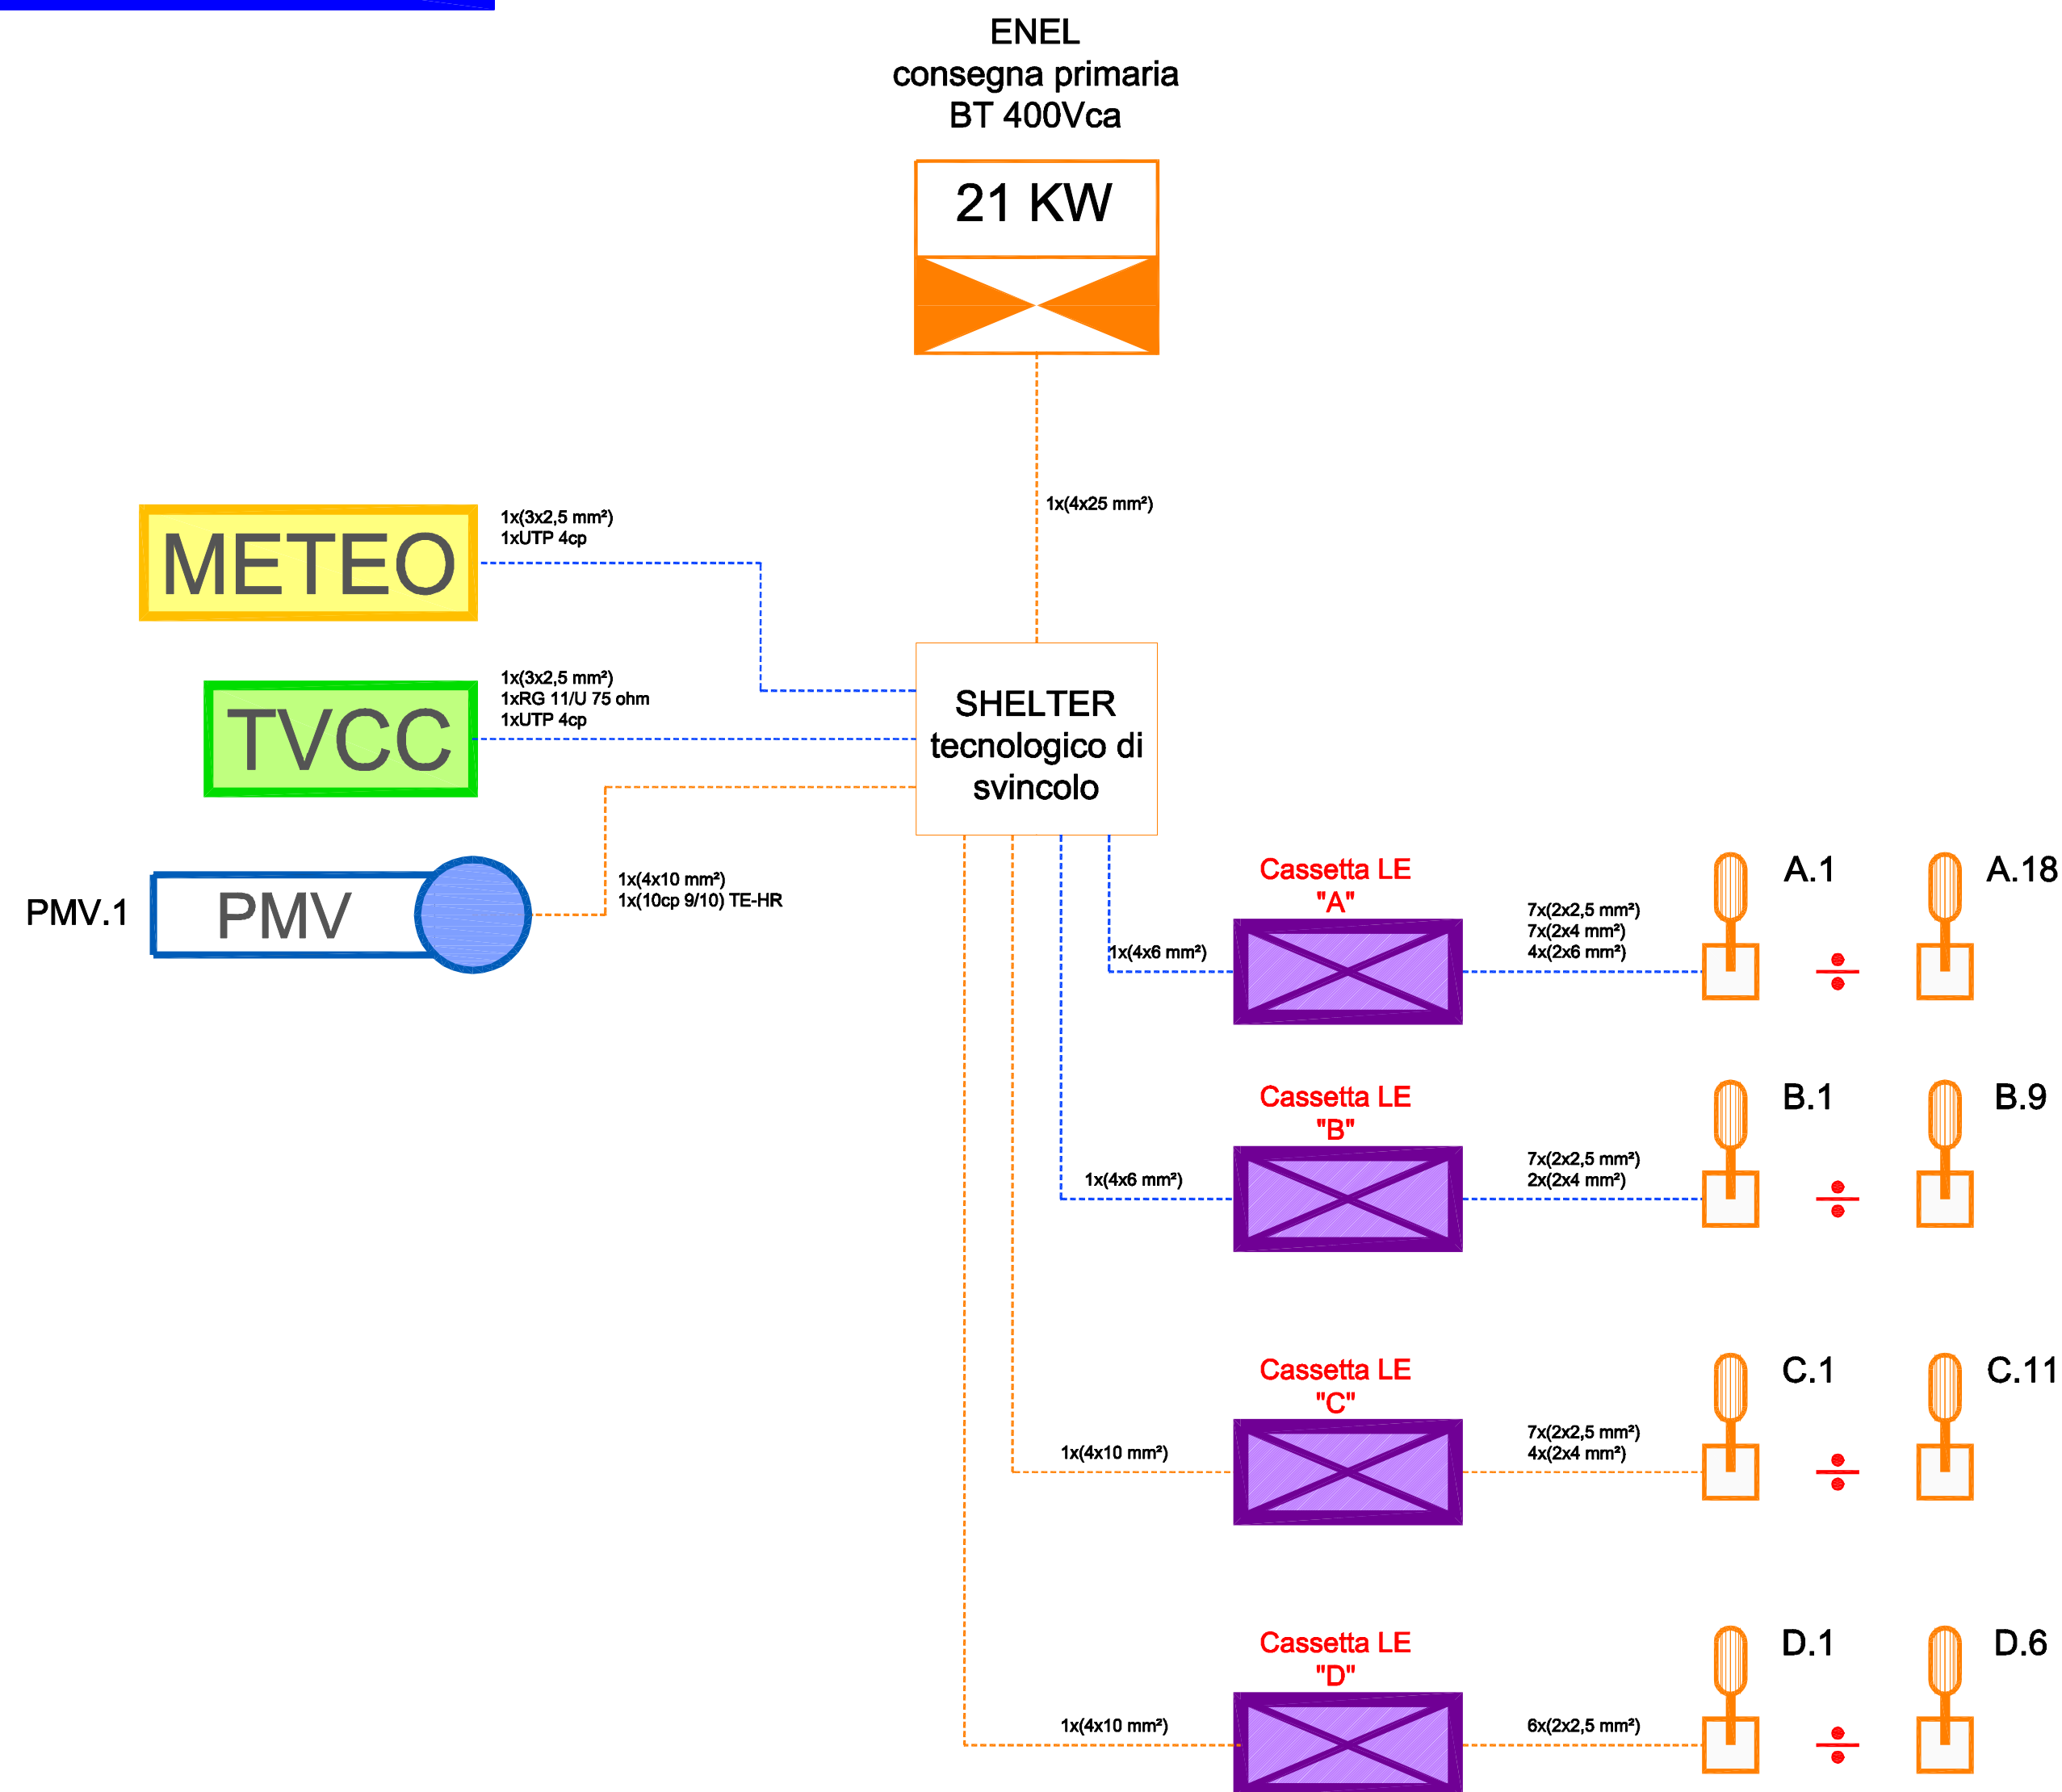 ENEL
consegna primaria
BT 400Vca
21 KW
1x(4x25 mm²)
METEO
1x(3x2,5 mm²)
1xUTP 4cp
TVCC
1x(3x2,5 mm²)
1xRG 11/U 75 ohm
1xUTP 4cp
SHELTER
tecnologico di
svincolo
PMV.1
PMV
1x(4x10 mm²)
1x(10cp 9/10) TE-HR
Cassetta LE
"A"
1x(4x6 mm²)
7x(2x2,5 mm²)
7x(2x4 mm²)
4x(2x6 mm²)
A.1
A.18
Cassetta LE
"B"
1x(4x6 mm²)
7x(2x2,5 mm²)
2x(2x4 mm²)
B.1
B.9
Cassetta LE
"C"
1x(4x10 mm²)
7x(2x2,5 mm²)
4x(2x4 mm²)
C.1
C.11
Cassetta LE
"D"
1x(4x10 mm²)
6x(2x2,5 mm²)
D.1
D.6